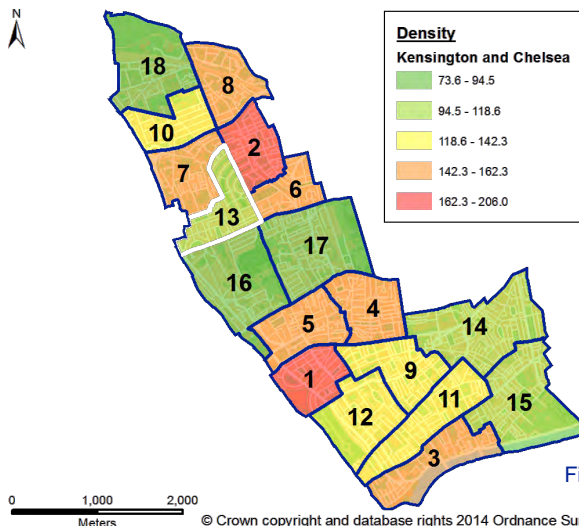 N
Density
Kensington and Chelsea
73.6 - 94.5
94.5 - 118.6
118.6 - 142.3
142.3 - 162.3
162.3 - 206.0
18
8
10
2
7
6
13
17
16
4
5
14
9
1
11
15
12
3
Fi
0 1,000 2,000
Meters
© Crown copyright and database rights 2014 Ordnance Su